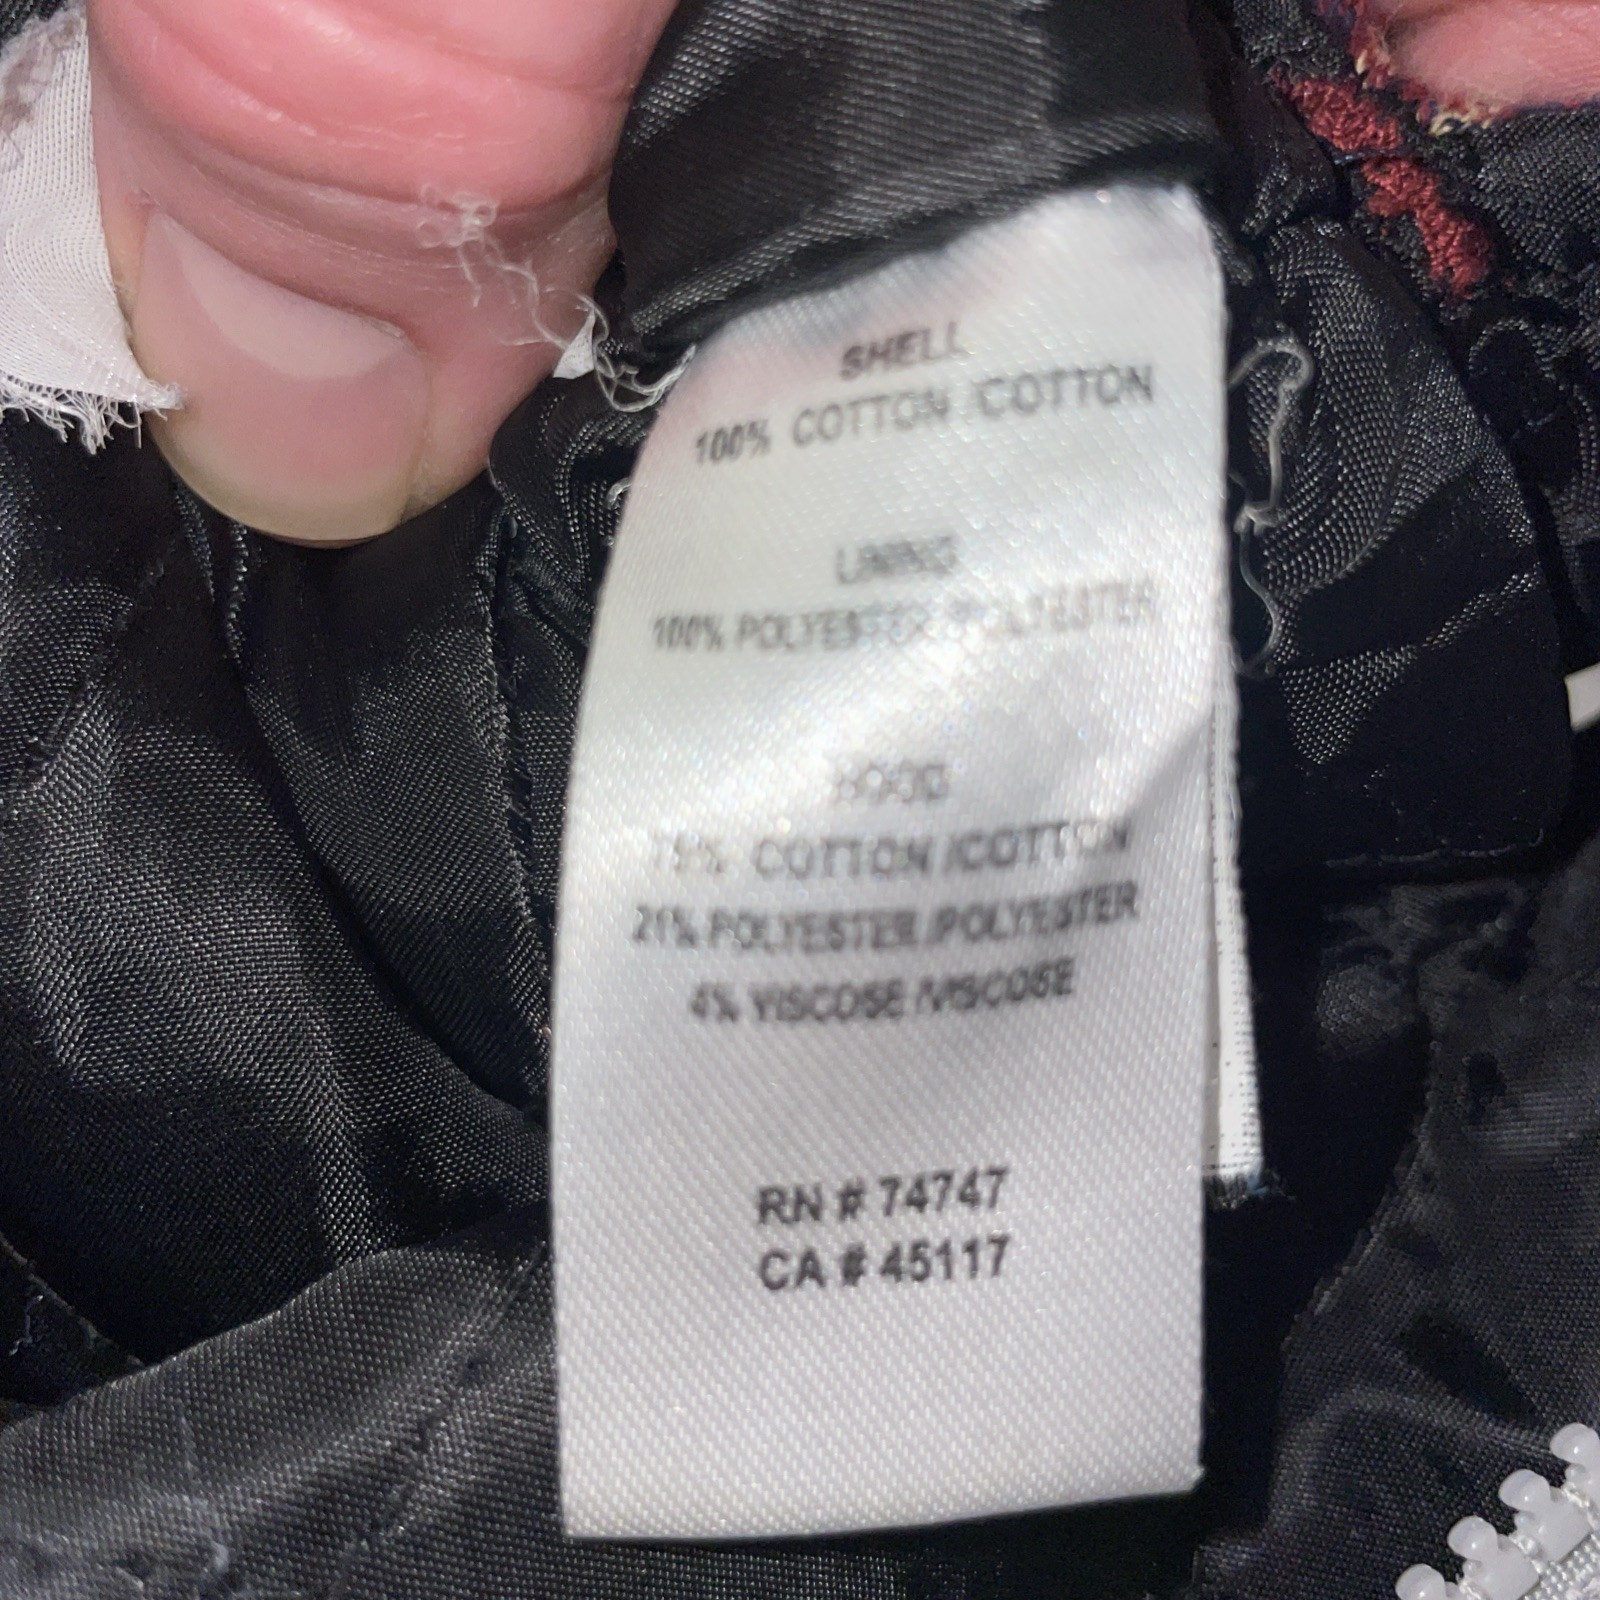 SHELL
100% COTTON /COTTON
LINING
100% POLYESTER /POLYESTER
HOOD
75% COTTON /COTTON
21% POLYESTER /POLYESTER
4% VISCOSE /VISCOSE
RN # 74747
CA # 45117